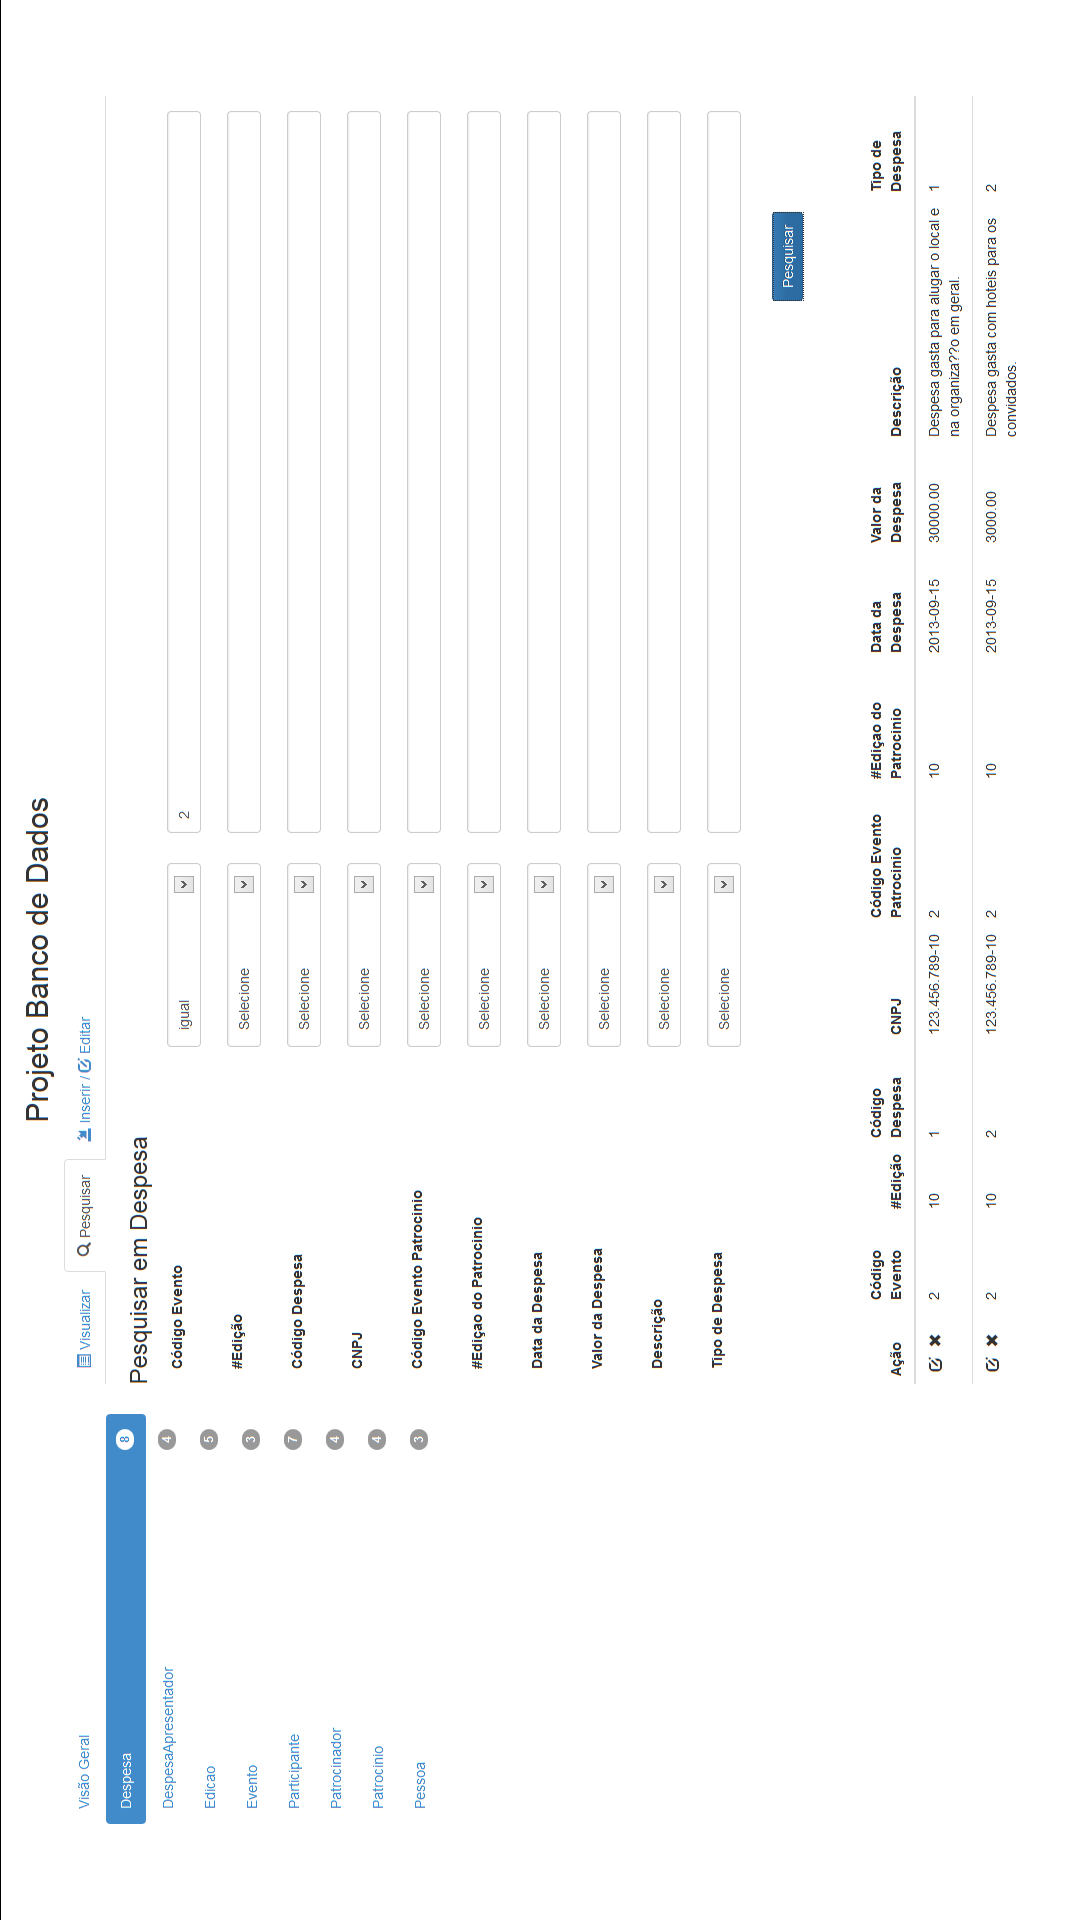 Projeto Banco de Dados
Visão Geral
Despesa 8
DespesaApresentador 4
Edicao 5
Evento 3
Participante 7
Patrocinador 4
Patrocinio 4
Pessoa 3
Visualizar Pesquisar Inserir / Editar
Pesquisar em Despesa
Código Evento igual 2
#Edição Selecione
Código Despesa Selecione
CNPJ Selecione
Código Evento Patrocinio Selecione
#Ediçao do Patrocinio Selecione
Data da Despesa Selecione
Valor da Despesa Selecione
Descrição Selecione
Tipo de Despesa Selecione
Pesquisar
Código Código Código Evento #Ediçao do Data da Valor da Tipo de
Ação Evento #Edição Despesa CNPJ Patrocinio Patrocinio Despesa Despesa Descrição Despesa
2 10 1 123.456.789-10 2 10 2013-09-15 30000.00 Despesa gasta para alugar o local e 1
na organiza??o em geral.
2 10 2 123.456.789-10 2 10 2013-09-15 3000.00 Despesa gasta com hoteis para os 2
convidados.